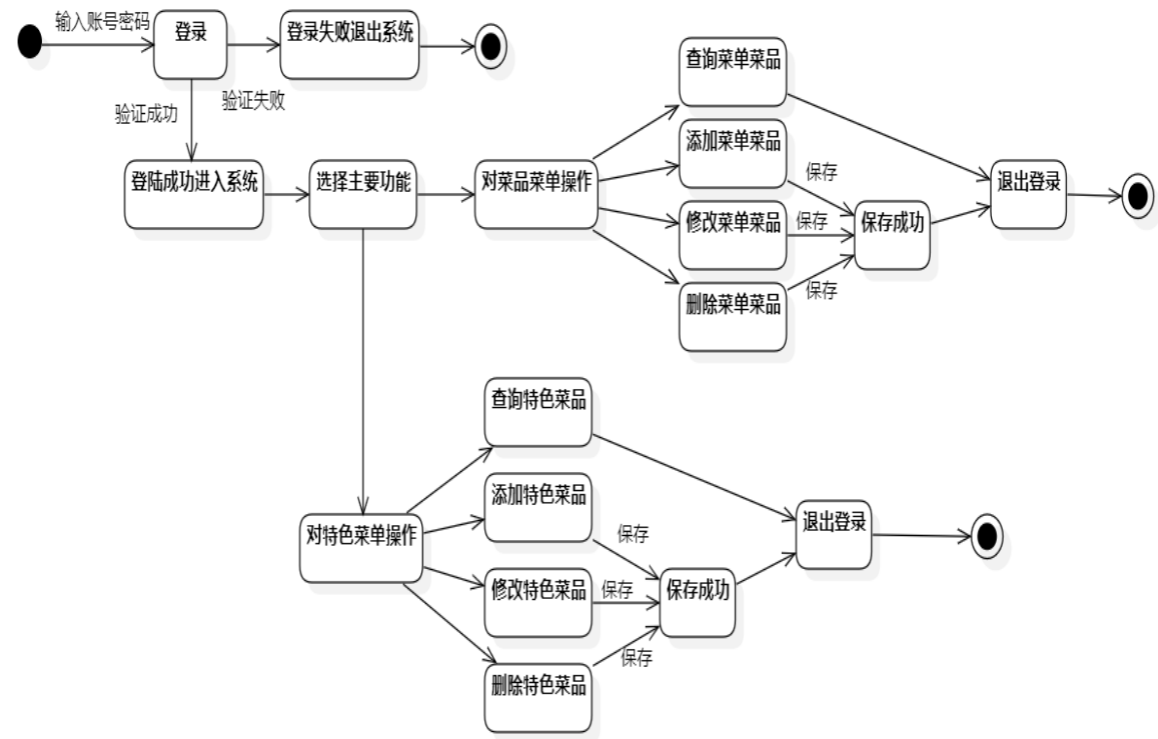 输入账号密码
登录
登录失败退出系统
验证成功
验证失败
登陆成功进入系统
选择主要功能
对菜品菜单操作
查询菜单菜品
添加菜单菜品
修改菜单菜品
删除菜单菜品
保存
保存
保存
保存成功
退出登录
对特色菜单操作
查询特色菜品
添加特色菜品
修改特色菜品
删除特色菜品
保存
保存
保存
保存成功
退出登录